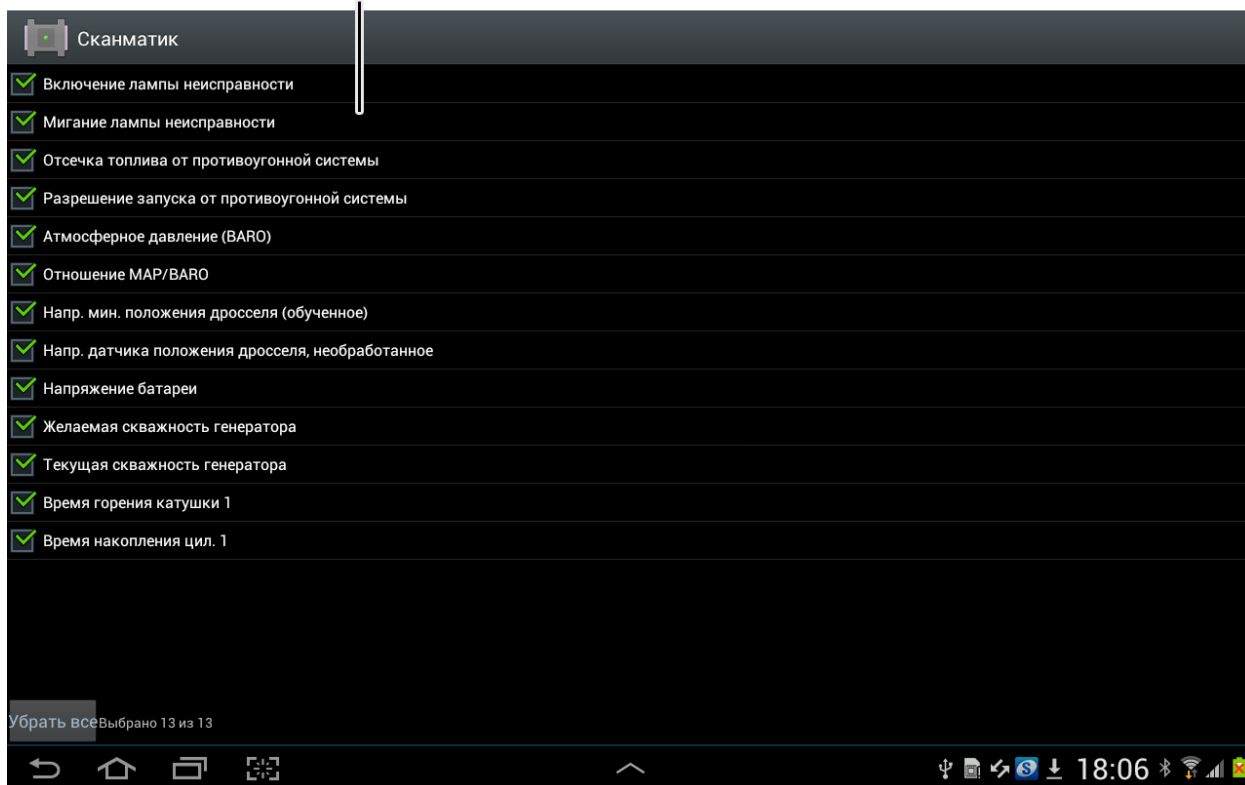 Сканматик
Включение лампы неисправности
Мигание лампы неисправности
Отсечка топлива от противоугонной системы
Разрешение запуска от противоугонной системы
Атмосферное давление (BARO)
Отношение MAP/BARO
Напр. мин. положения дросселя (обученное)
Напр. датчика положения дросселя, необработанное
Напряжение батареи
Желаемая скважность генератора
Текущая скважность генератора
Время горения катушки 1
Время накопления цил. 1
Убрать все Выбрано 13 из 13
18:06